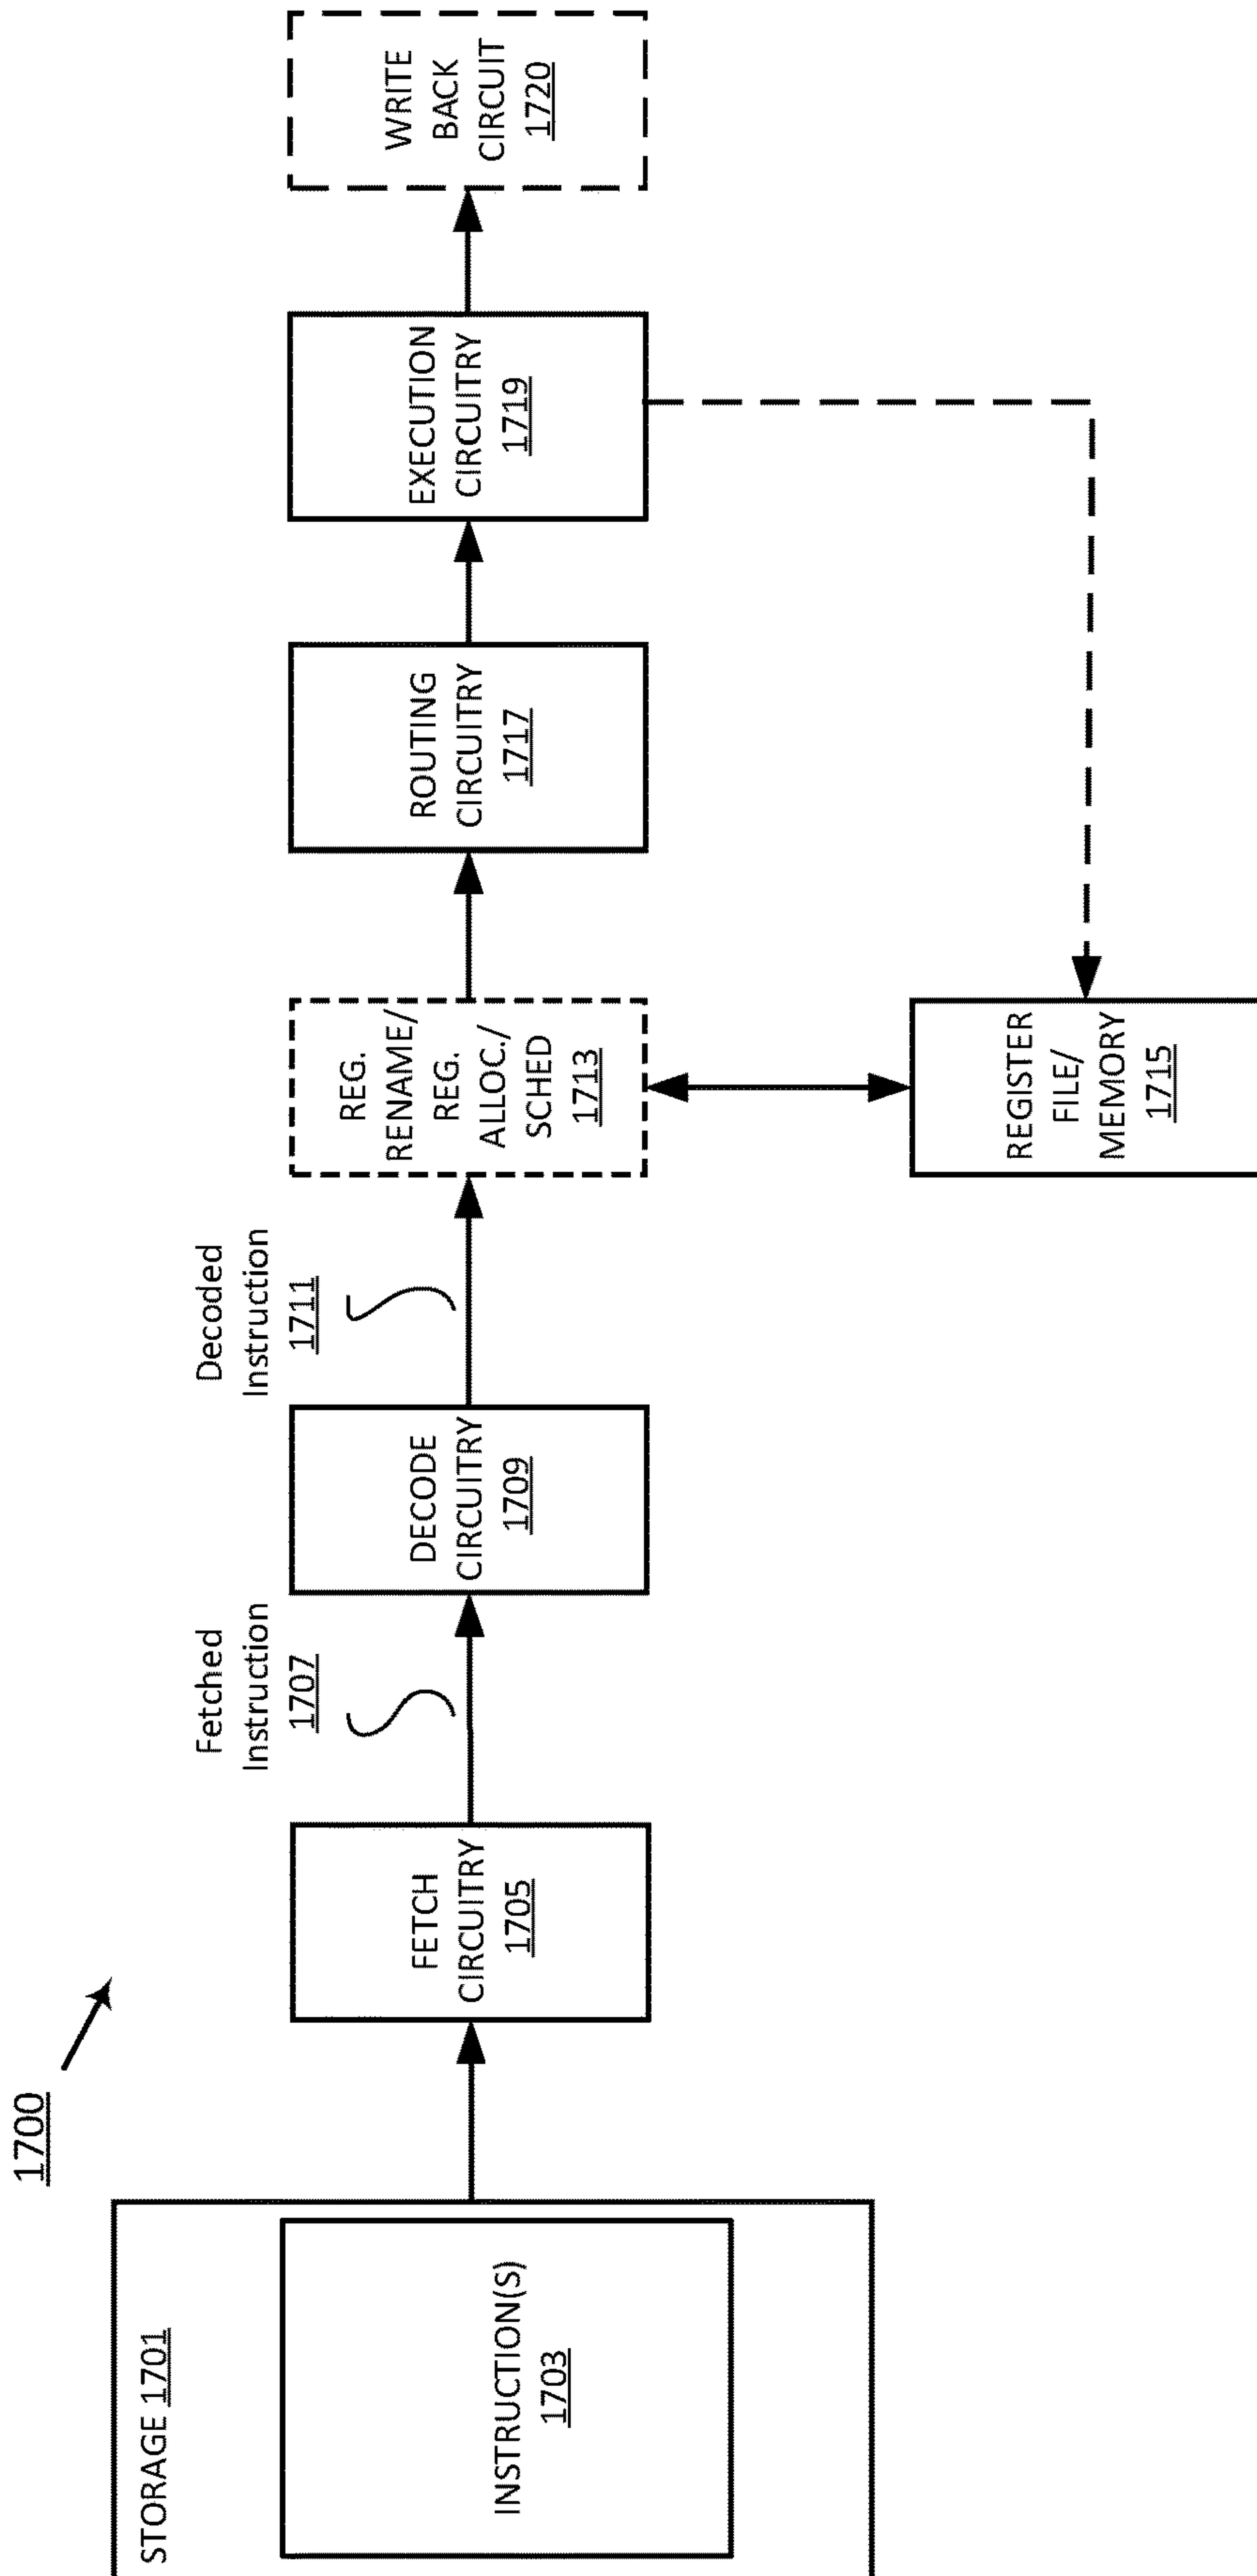 1700
STORAGE 1701
INSTRUCTION(S)
1703
FETCH
CIRCUITRY
1705
Fetched
Instruction
1707
DECODE
CIRCUITRY
1709
Decoded
Instruction
1711
REG.
RENAME/
REG.
ALLOC./
SCHED
1713
REGISTER
FILE/
MEMORY
1715
ROUTING
CIRCUITRY
1717
EXECUTION
CIRCUITRY
1719
WRITE
BACK
CIRCUIT
1720